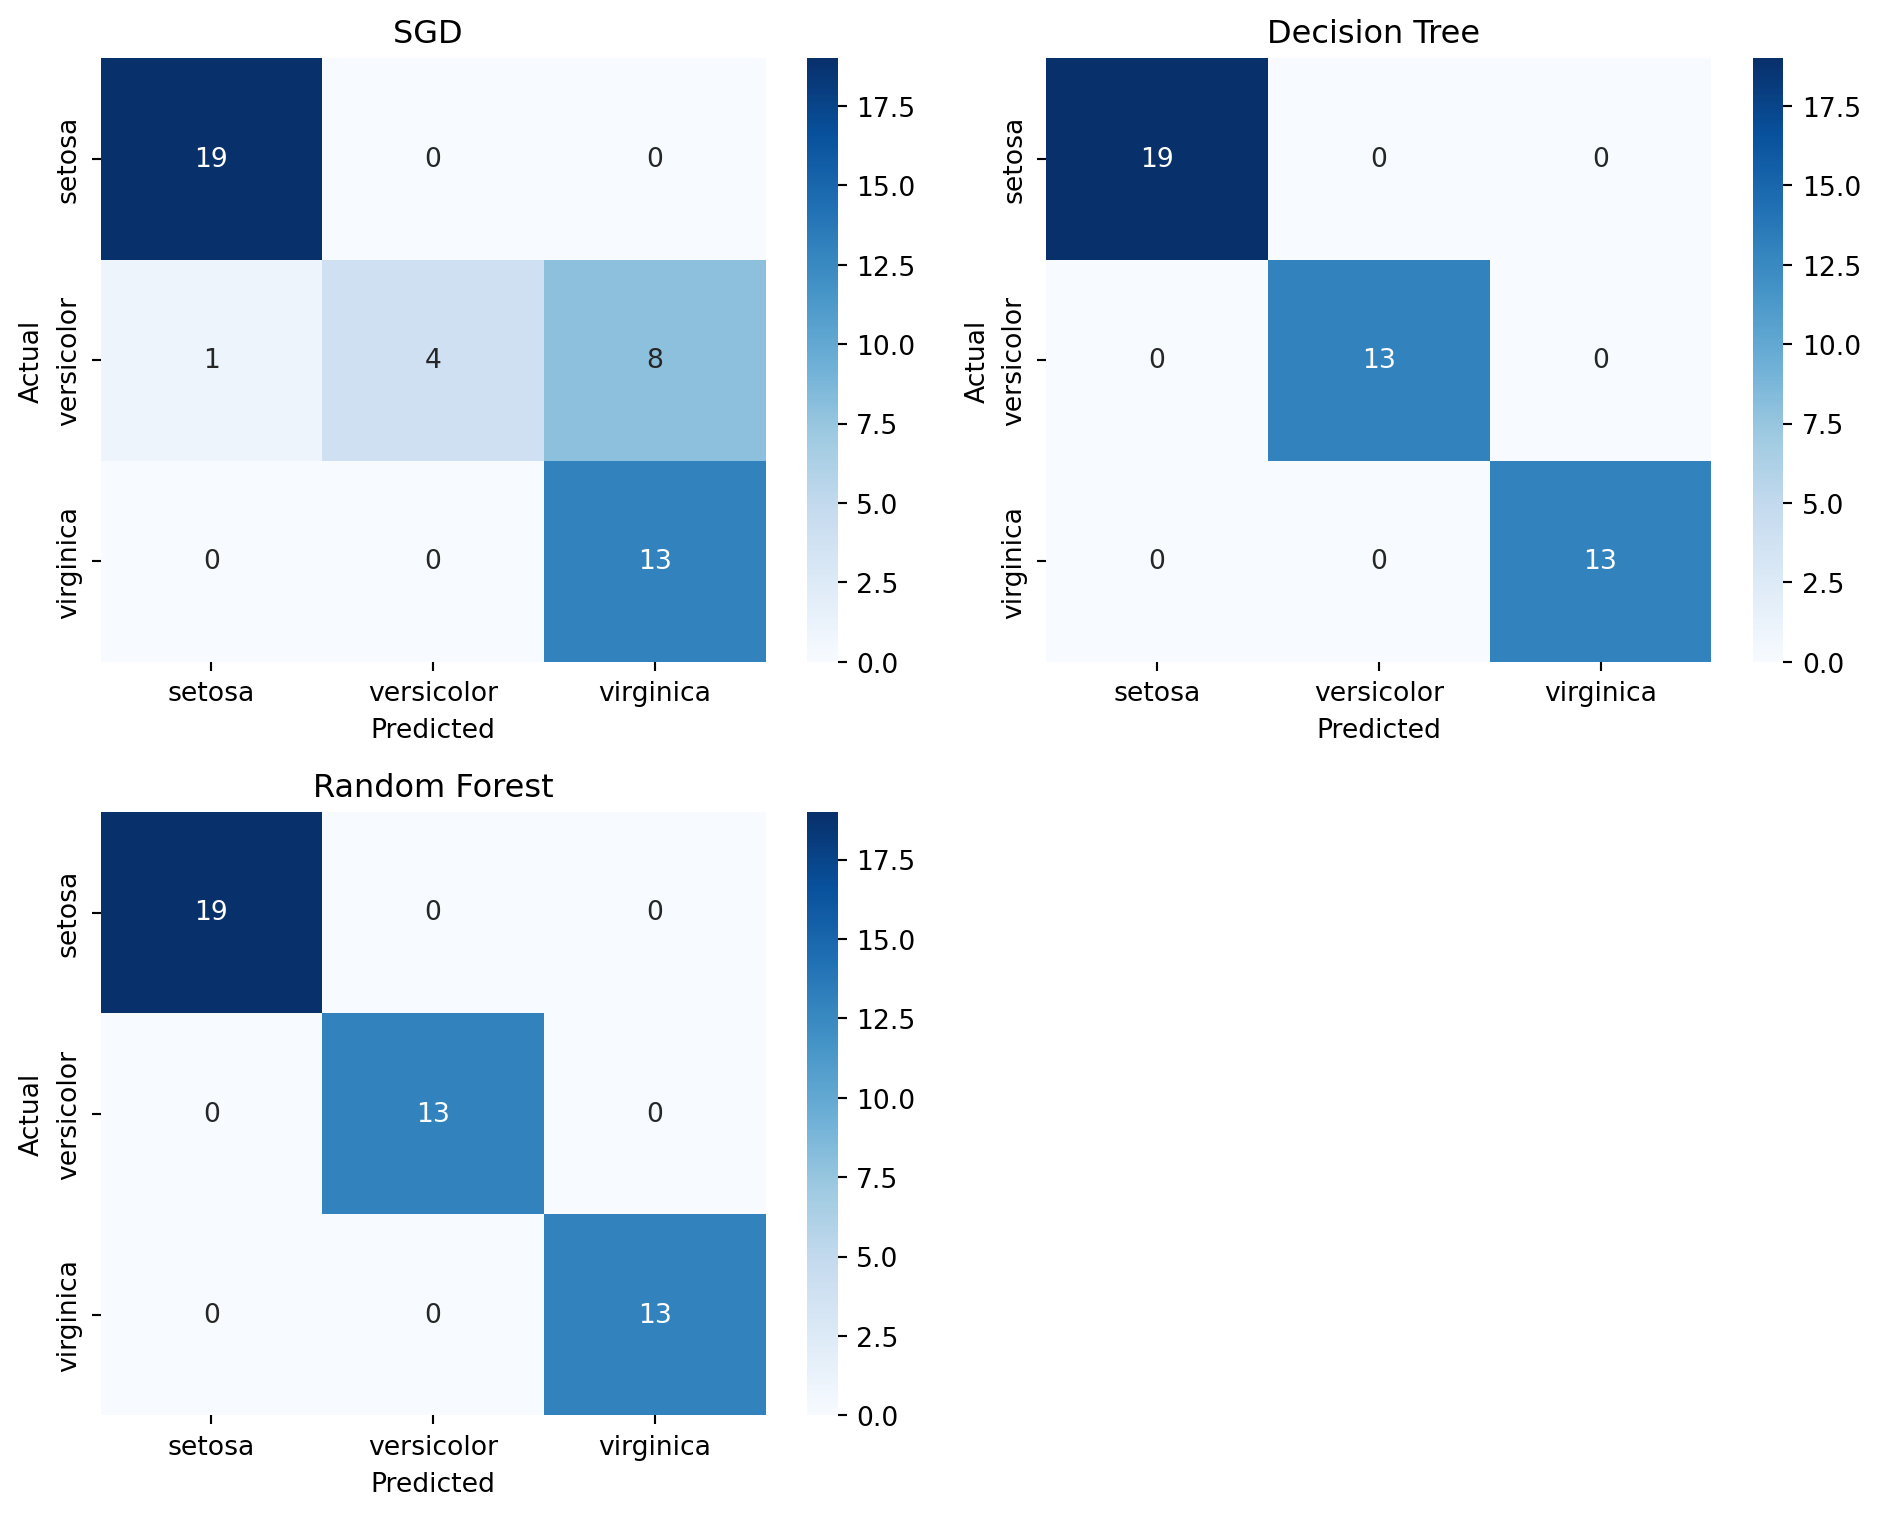 SGD
setosa
19 0 0
17.5
15.0
12.5
Actual
versicolor
1 4 8
10.0
7.5
5.0
virginica
0 0 13
2.5
0.0
setosa versicolor virginica
Predicted
Decision Tree
setosa
19 0 0
17.5
15.0
12.5
Actual
versicolor
0 13 0
10.0
7.5
5.0
virginica
0 0 13
2.5
0.0
setosa versicolor virginica
Predicted
Random Forest
setosa
19 0 0
17.5
15.0
12.5
Actual
versicolor
0 13 0
10.0
7.5
5.0
virginica
0 0 13
2.5
0.0
setosa versicolor virginica
Predicted